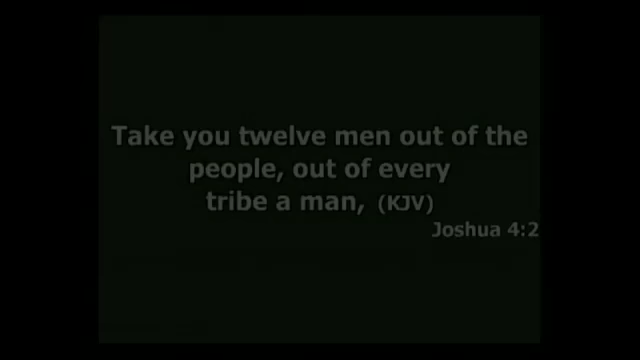 Take you twelve men out of the
people, out of every
tribe a man, (KJV)
Joshua 4:2